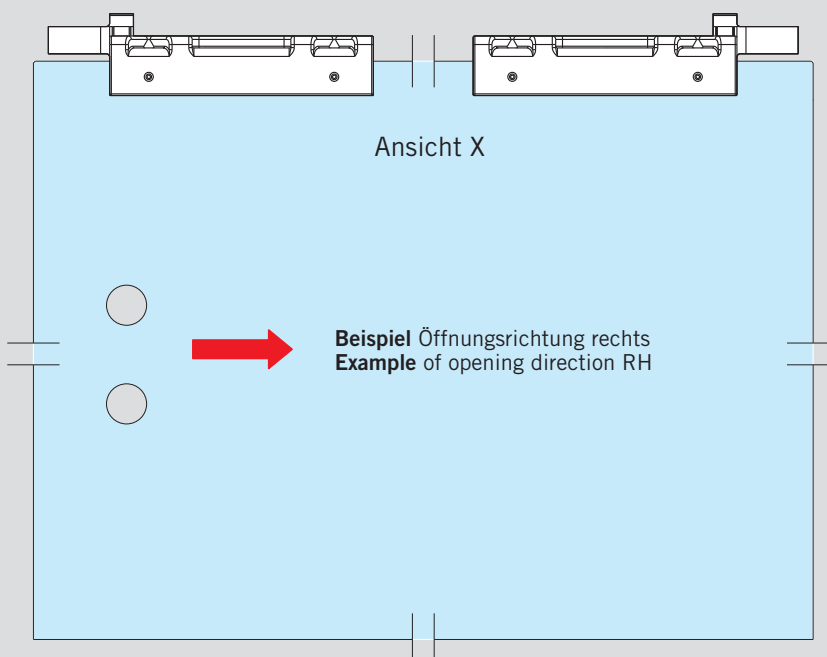 Ansicht X
Beispiel Öffnungsrichtung rechts
Example of opening direction RH